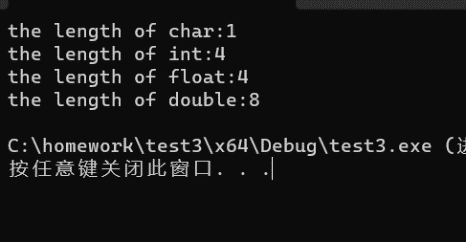 the length of char:1
the length of int:4
the length of float:4
the length of double:8
C:\homework\test3\x64\Debug\test3.exe (进
按任意键关闭此窗口. . .